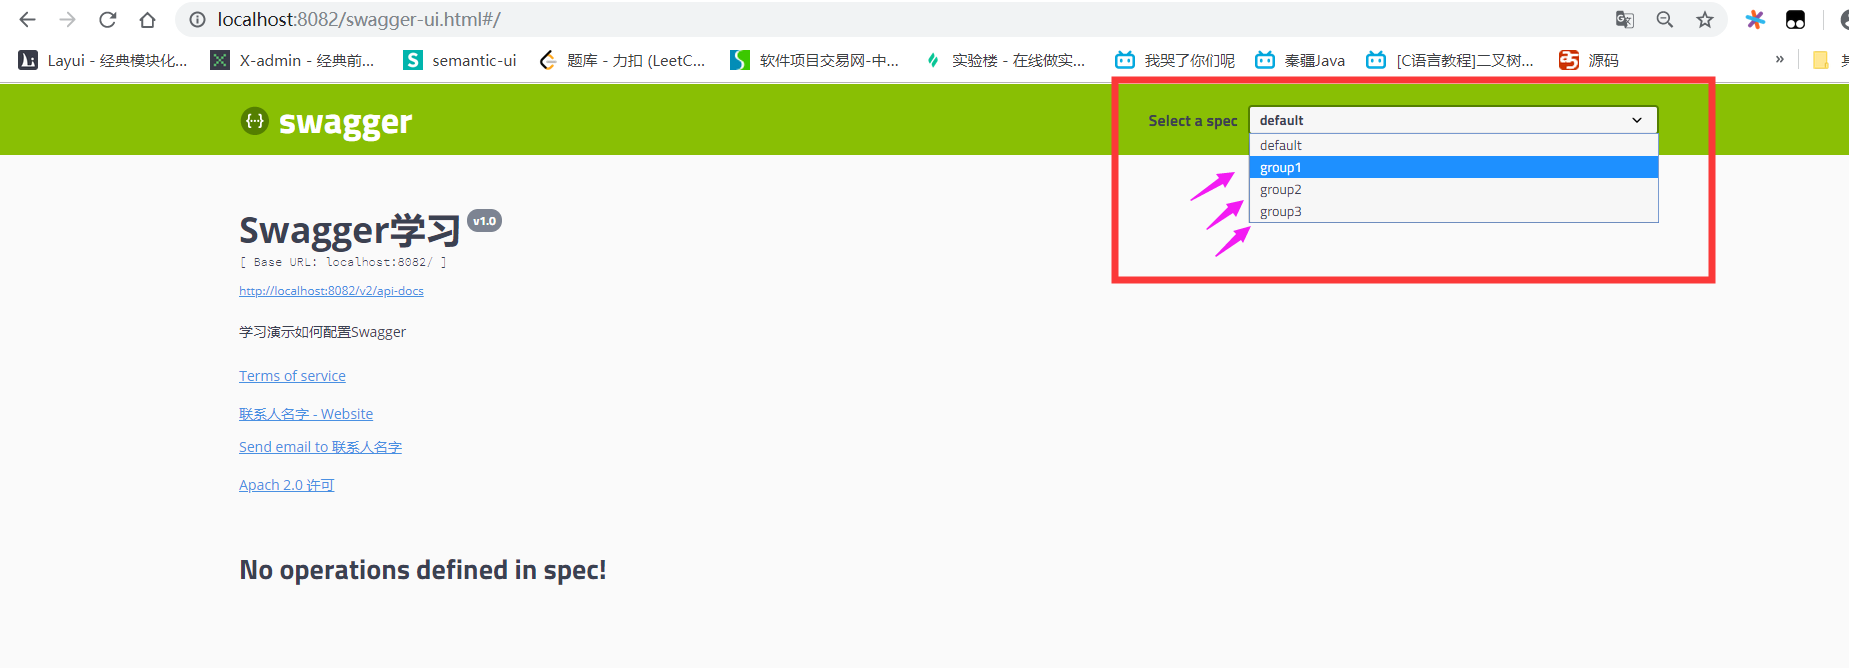 localhost:8082/swagger-ui.html#/
Layui - 经典模块化... X-admin - 经典前... semantic-ui 题库 - 力扣 (LeetC... 软件项目交易网-中... 实验楼 - 在线做实... 我哭了你们呢 秦疆Java [C语言教程]二叉树... 源码 »
swagger
Select a spec default
default
group1
group2
group3
Swagger学习 v1.0
[ Base URL: localhost:8082/ ]
http://localhost:8082/v2/api-docs
学习演示如何配置Swagger
Terms of service
联系人名字 - Website
Send email to 联系人名字
Apach 2.0 许可
No operations defined in spec!